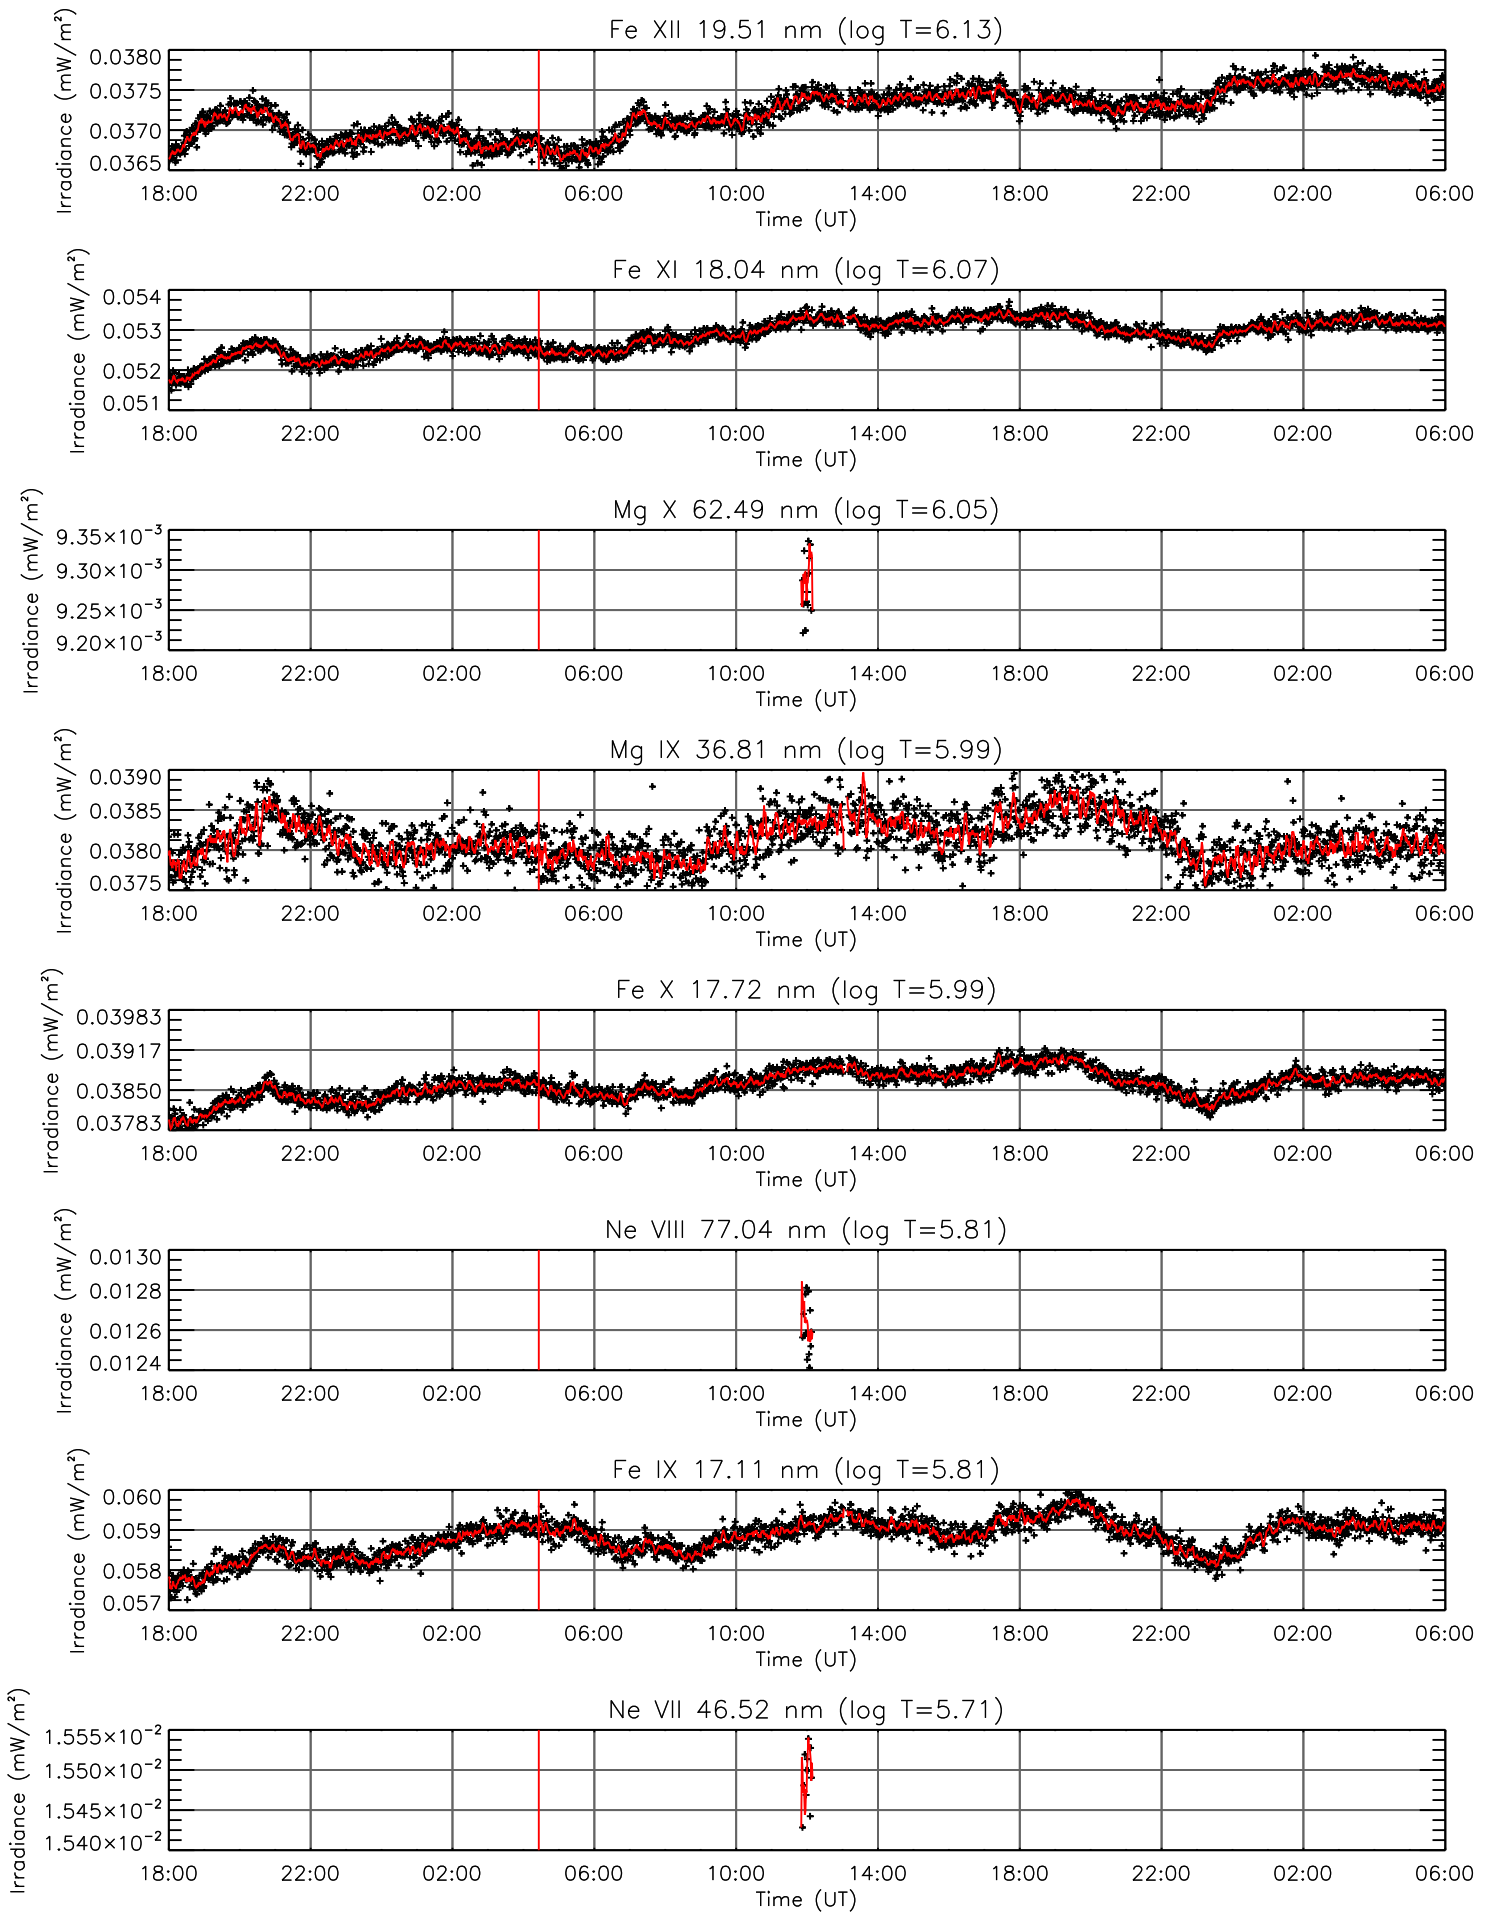 Fe XII 19.51 nm (log T=6.13)
Irradiance (mW/m²)
0.0380
0.0375
0.0370
0.0365
18:00 22:00 02:00 06:00 10:00 14:00 18:00 22:00 02:00 06:00
Time (UT)
Fe XI 18.04 nm (log T=6.07)
Irradiance (mW/m²)
0.054
0.053
0.052
0.051
18:00 22:00 02:00 06:00 10:00 14:00 18:00 22:00 02:00 06:00
Time (UT)
Mg X 62.49 nm (log T=6.05)
Irradiance (mW/m²)
9.35×10⁻³
9.30×10⁻³
9.25×10⁻³
9.20×10⁻³
18:00 22:00 02:00 06:00 10:00 14:00 18:00 22:00 02:00 06:00
Time (UT)
Mg IX 36.81 nm (log T=5.99)
Irradiance (mW/m²)
0.0390
0.0385
0.0380
0.0375
18:00 22:00 02:00 06:00 10:00 14:00 18:00 22:00 02:00 06:00
Time (UT)
Fe X 17.72 nm (log T=5.99)
Irradiance (mW/m²)
0.03983
0.03917
0.03850
0.03783
18:00 22:00 02:00 06:00 10:00 14:00 18:00 22:00 02:00 06:00
Time (UT)
Ne VIII 77.04 nm (log T=5.81)
Irradiance (mW/m²)
0.0130
0.0128
0.0126
0.0124
18:00 22:00 02:00 06:00 10:00 14:00 18:00 22:00 02:00 06:00
Time (UT)
Fe IX 17.11 nm (log T=5.81)
Irradiance (mW/m²)
0.060
0.059
0.058
0.057
18:00 22:00 02:00 06:00 10:00 14:00 18:00 22:00 02:00 06:00
Time (UT)
Ne VII 46.52 nm (log T=5.71)
Irradiance (mW/m²)
1.555×10⁻²
1.550×10⁻²
1.545×10⁻²
1.540×10⁻²
18:00 22:00 02:00 06:00 10:00 14:00 18:00 22:00 02:00 06:00
Time (UT)